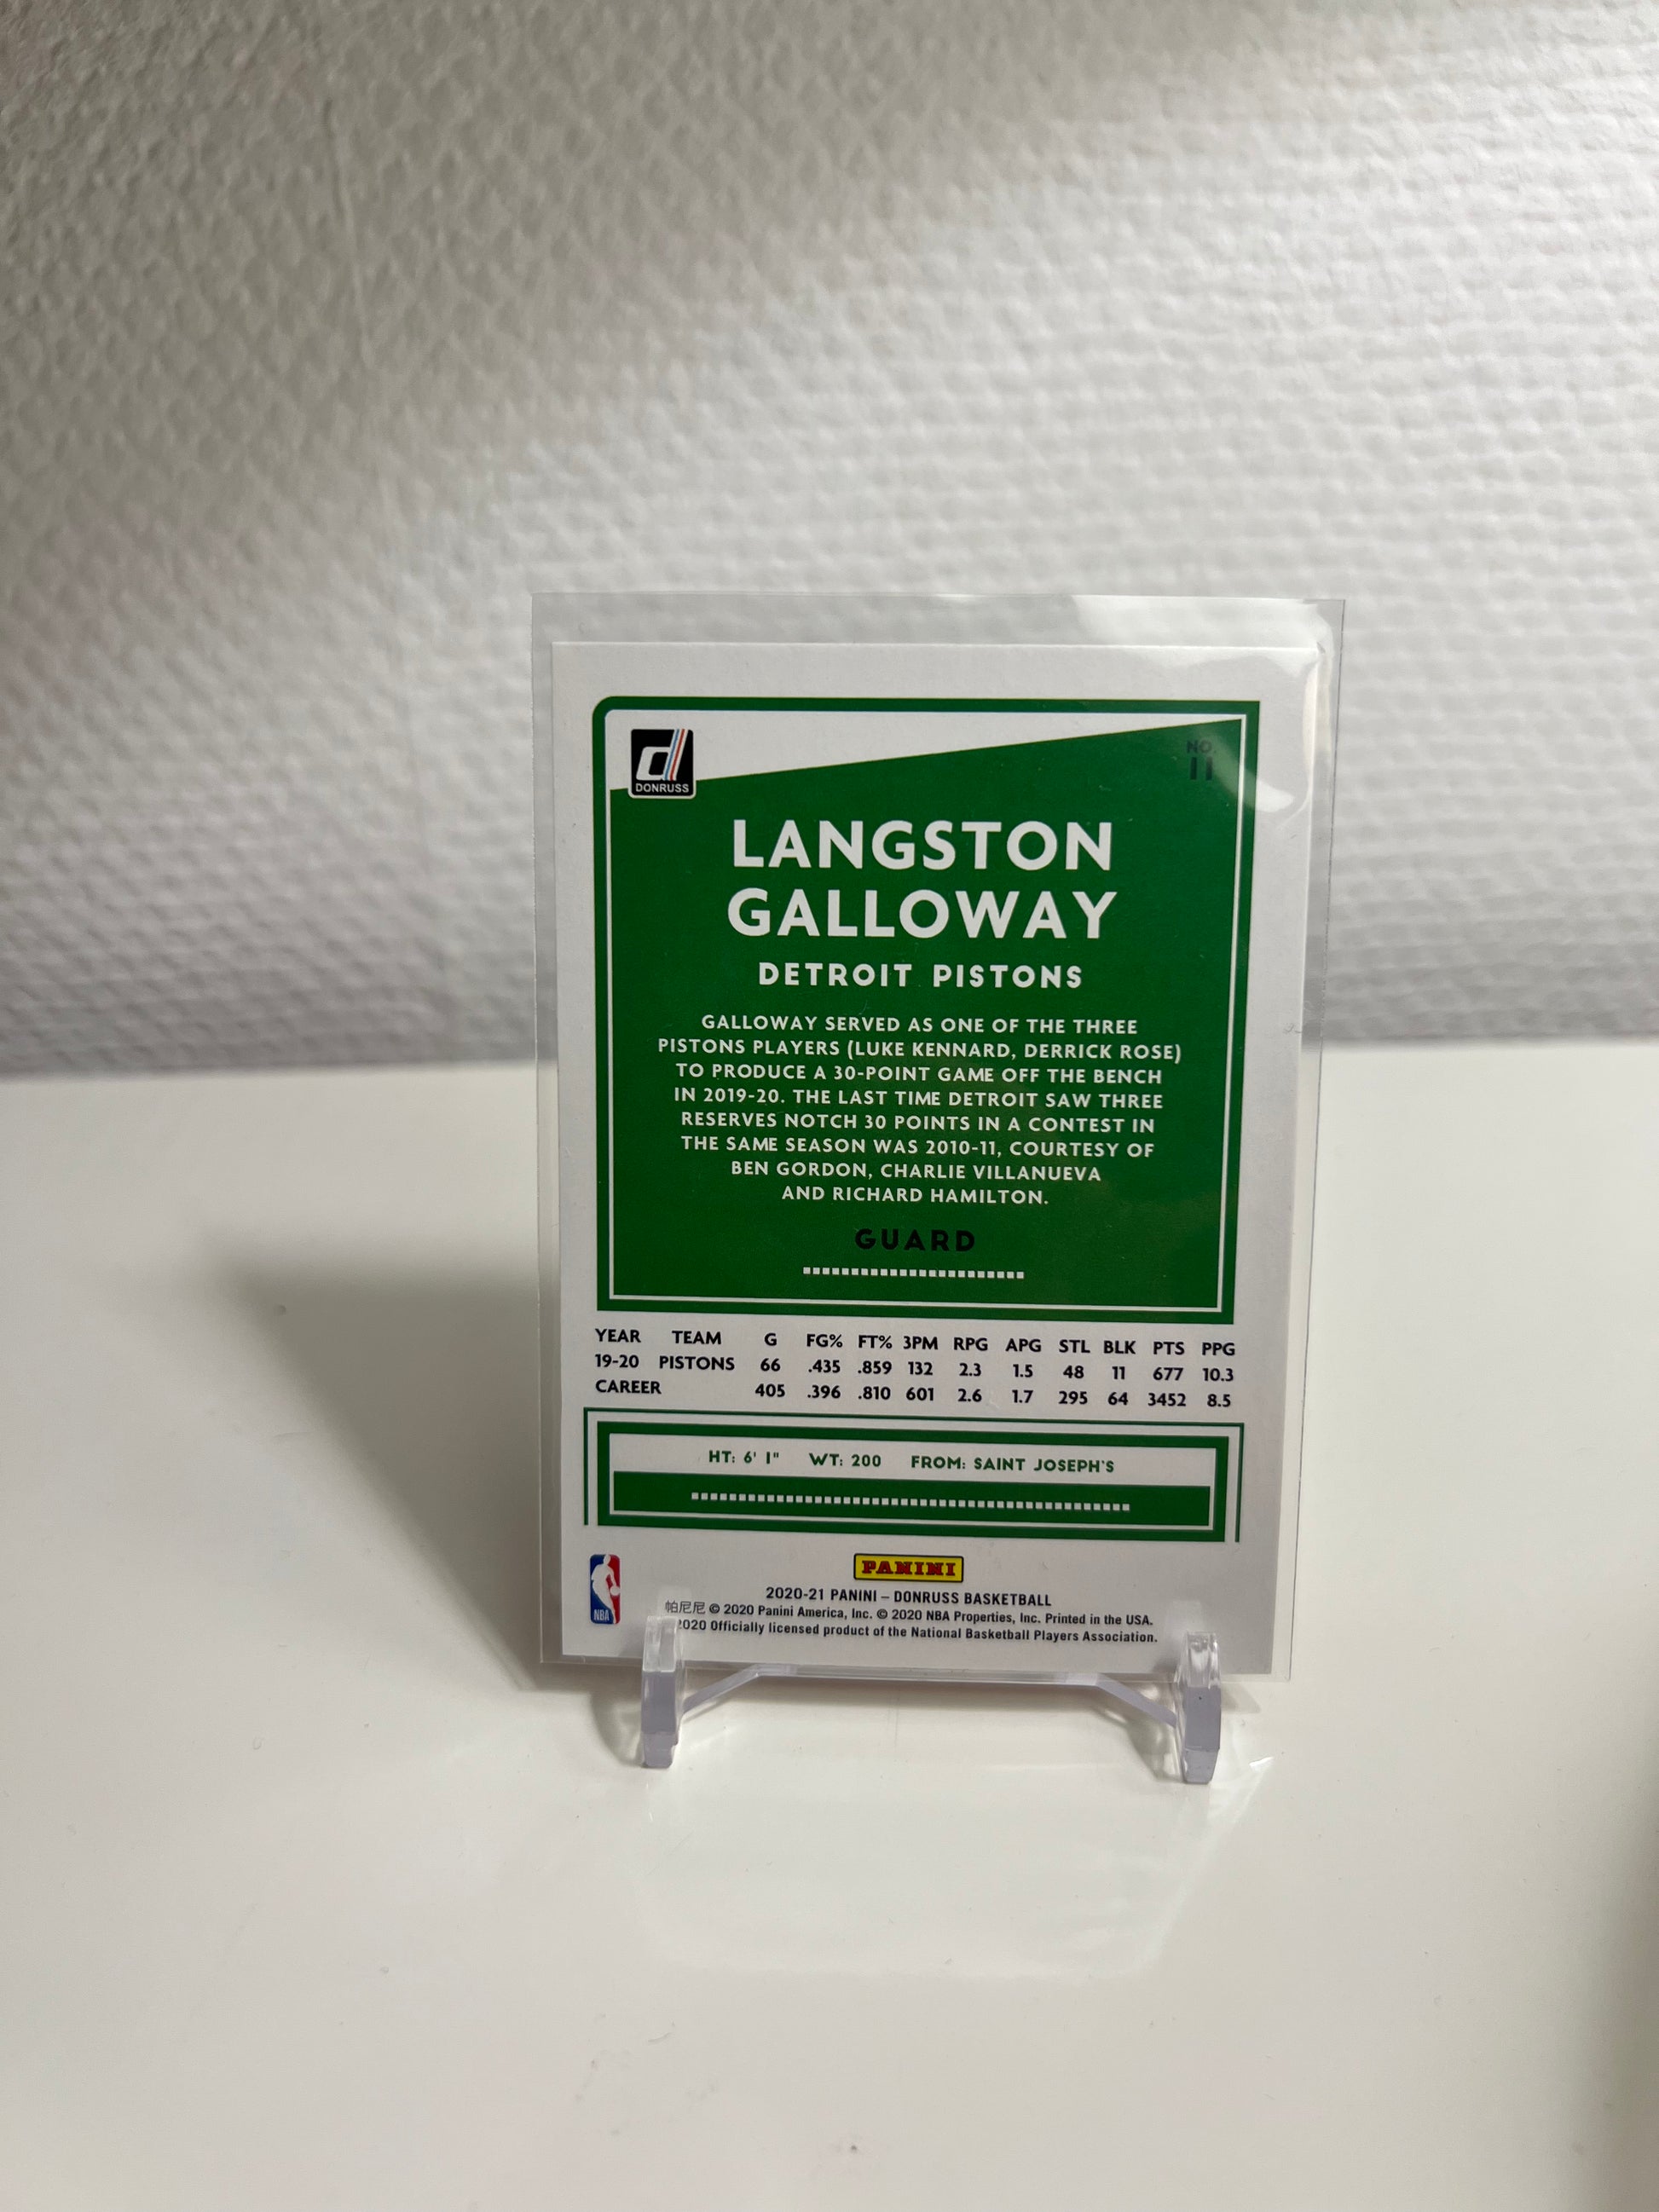 DONRUSS
NO.
11
LANGSTON
GALLOWAY
DETROIT PISTONS
GALLOWAY SERVED AS ONE OF THE THREE
PISTONS PLAYERS (LUKE KENNARD, DERRICK ROSE)
TO PRODUCE A 30-POINT GAME OFF THE BENCH
IN 2019-20. THE LAST TIME DETROIT SAW THREE
RESERVES NOTCH 30 POINTS IN A CONTEST IN
THE SAME SEASON WAS 2010-11, COURTESY OF
BEN GORDON, CHARLIE VILLANUEVA
AND RICHARD HAMILTON.
GUARD
YEAR TEAM G FG% FT% 3PM RPG APG STL BLK PTS PPG
19-20 PISTONS 66 .435 .859 132 2.3 1.5 48 11 677 10.3
CAREER 405 .396 .810 601 2.6 1.7 295 64 3452 8.5
HT: 6' 1" WT: 200 FROM: SAINT JOSEPH'S
PANINI
NBA
2020-21 PANINI – DONRUSS BASKETBALL
帕尼尼 © 2020 Panini America, Inc. © 2020 NBA Properties, Inc. Printed in the USA.
2020 Officially licensed product of the National Basketball Players Association.